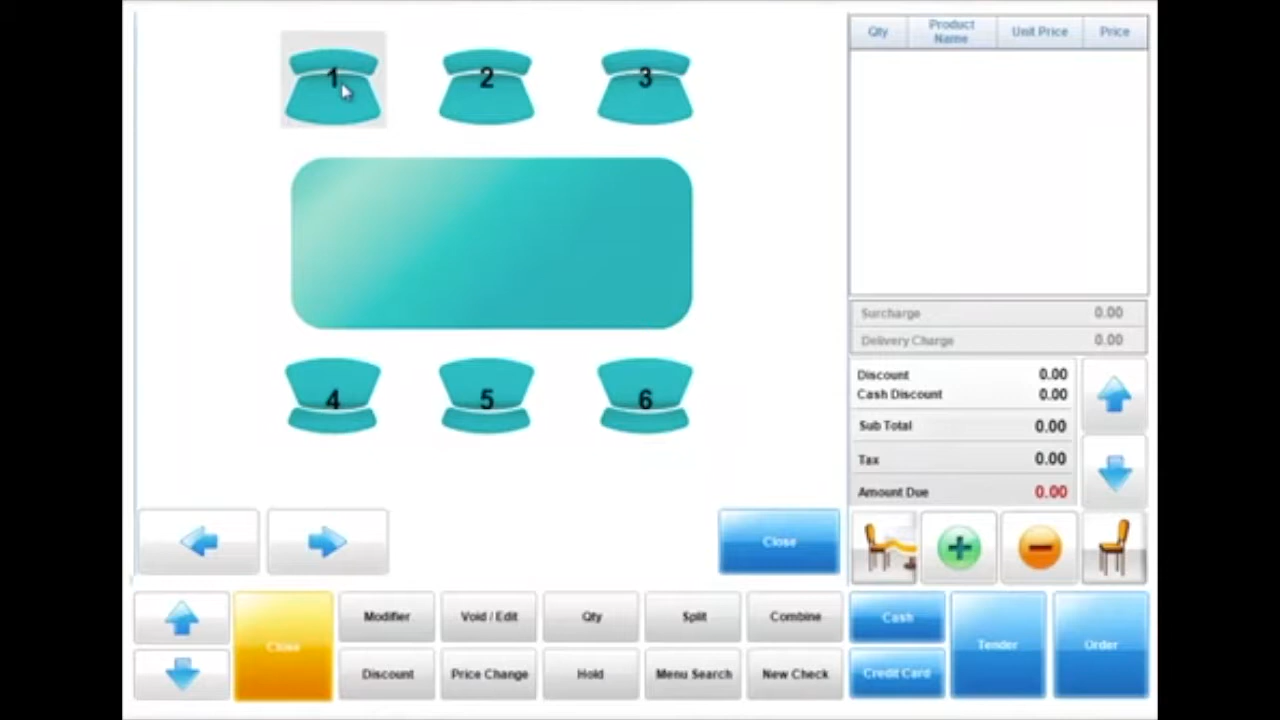 1 2 3
4 5 6
Close
Qty Product Name Unit Price Price
Surcharge 0.00
Delivery Charge 0.00
Discount 0.00
Cash Discount 0.00
Sub Total 0.00
Tax 0.00
Amount Due 0.00
Close
Modifier Void / Edit Qty Split Combine
Discount Price Change Hold Menu Search New Check
Cash
Credit Card
Tender
Order